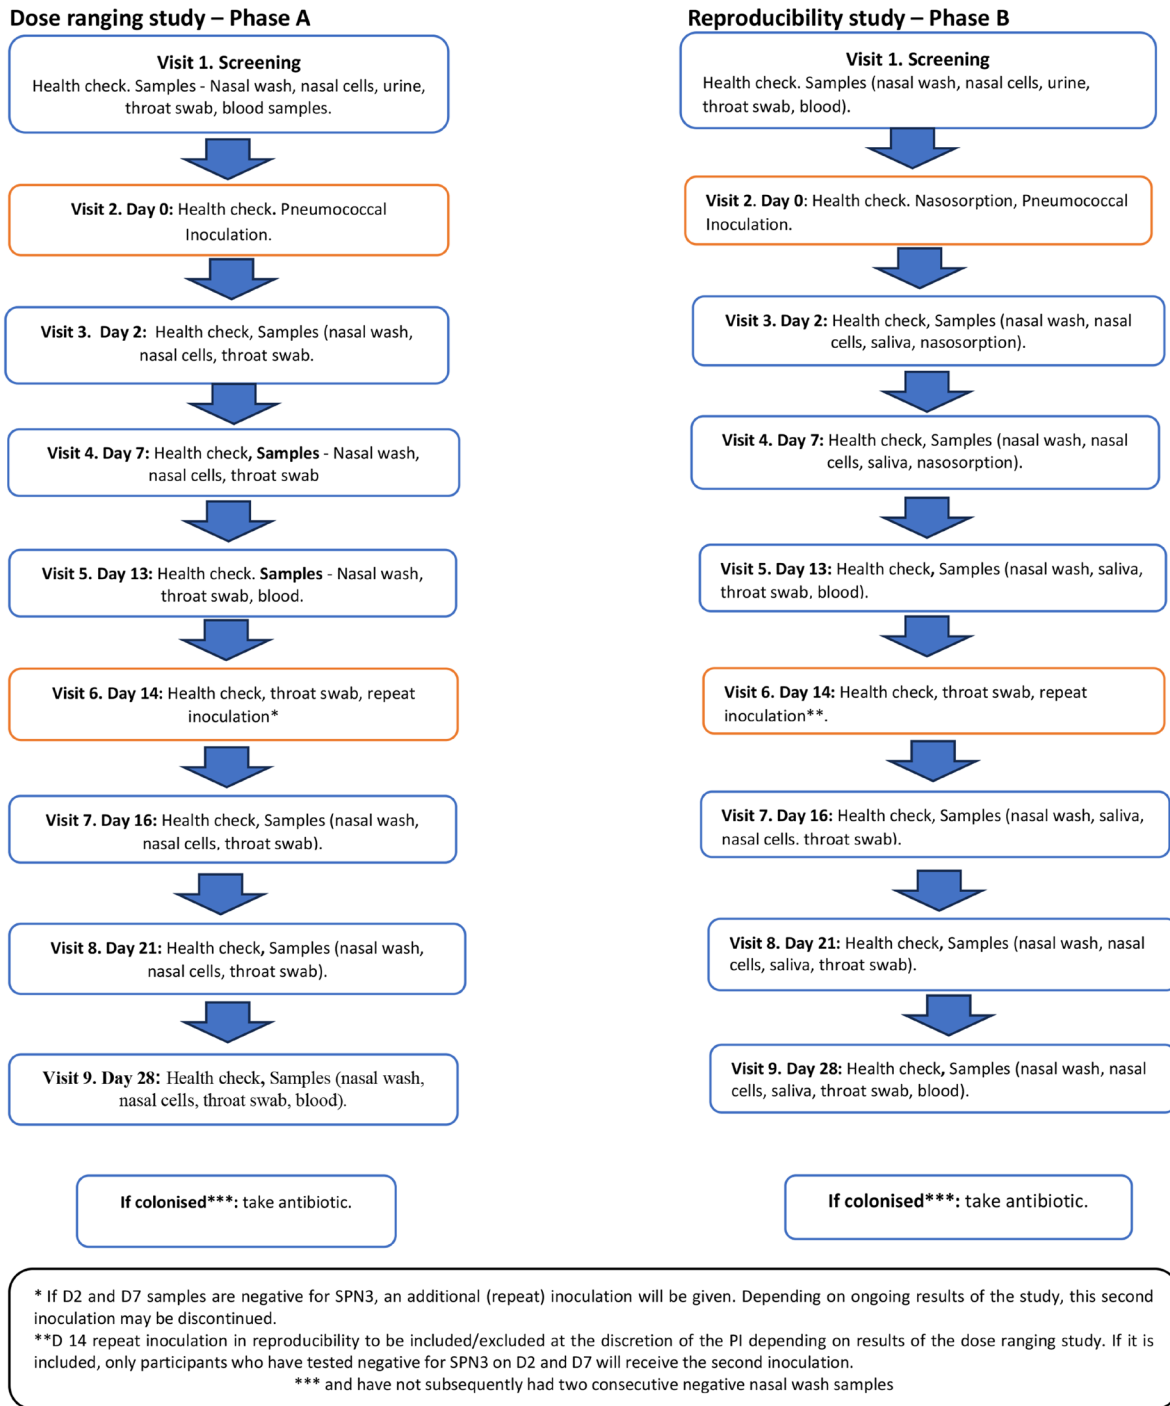 Dose ranging study – Phase A
Visit 1. Screening
Health check. Samples - Nasal wash, nasal cells, urine,
throat swab, blood samples.
Visit 2. Day 0: Health check. Pneumococcal
Inoculation.
Visit 3.  Day 2:  Health check, Samples (nasal wash,
nasal cells, throat swab.
Visit 4. Day 7: Health check, Samples - Nasal wash,
nasal cells, throat swab
Visit 5. Day 13: Health check. Samples - Nasal wash,
throat swab, blood.
Visit 6. Day 14: Health check, throat swab, repeat
inoculation*
Visit 7. Day 16: Health check, Samples (nasal wash,
nasal cells, throat swab).
Visit 8. Day 21: Health check, Samples (nasal wash,
nasal cells, throat swab).
Visit 9. Day 28: Health check, Samples (nasal wash,
nasal cells, throat swab, blood).
If colonised***: take antibiotic.
Reproducibility study – Phase B
Visit 1. Screening
Health check. Samples (nasal wash, nasal cells, urine,
throat swab, blood).
Visit 2. Day 0: Health check. Nasosorption, Pneumococcal
Inoculation.
Visit 3. Day 2: Health check, Samples (nasal wash, nasal
cells, saliva, nasosorption).
Visit 4. Day 7: Health check, Samples (nasal wash, nasal
cells, saliva, nasosorption).
Visit 5. Day 13: Health check, Samples (nasal wash, saliva,
throat swab, blood).
Visit 6. Day 14: Health check, throat swab, repeat
inoculation**.
Visit 7. Day 16: Health check, Samples (nasal wash, saliva,
nasal cells, throat swab).
Visit 8. Day 21: Health check, Samples (nasal wash, nasal
cells, saliva, throat swab).
Visit 9. Day 28: Health check, Samples (nasal wash, nasal
cells, saliva, throat swab, blood).
If colonised***: take antibiotic.
* If D2 and D7 samples are negative for SPN3, an additional (repeat) inoculation will be given. Depending on ongoing results of the study, this second
inoculation may be discontinued.
**D 14 repeat inoculation in reproducibility to be included/excluded at the discretion of the PI depending on results of the dose ranging study. If it is
included, only participants who have tested negative for SPN3 on D2 and D7 will receive the second inoculation.
*** and have not subsequently had two consecutive negative nasal wash samples